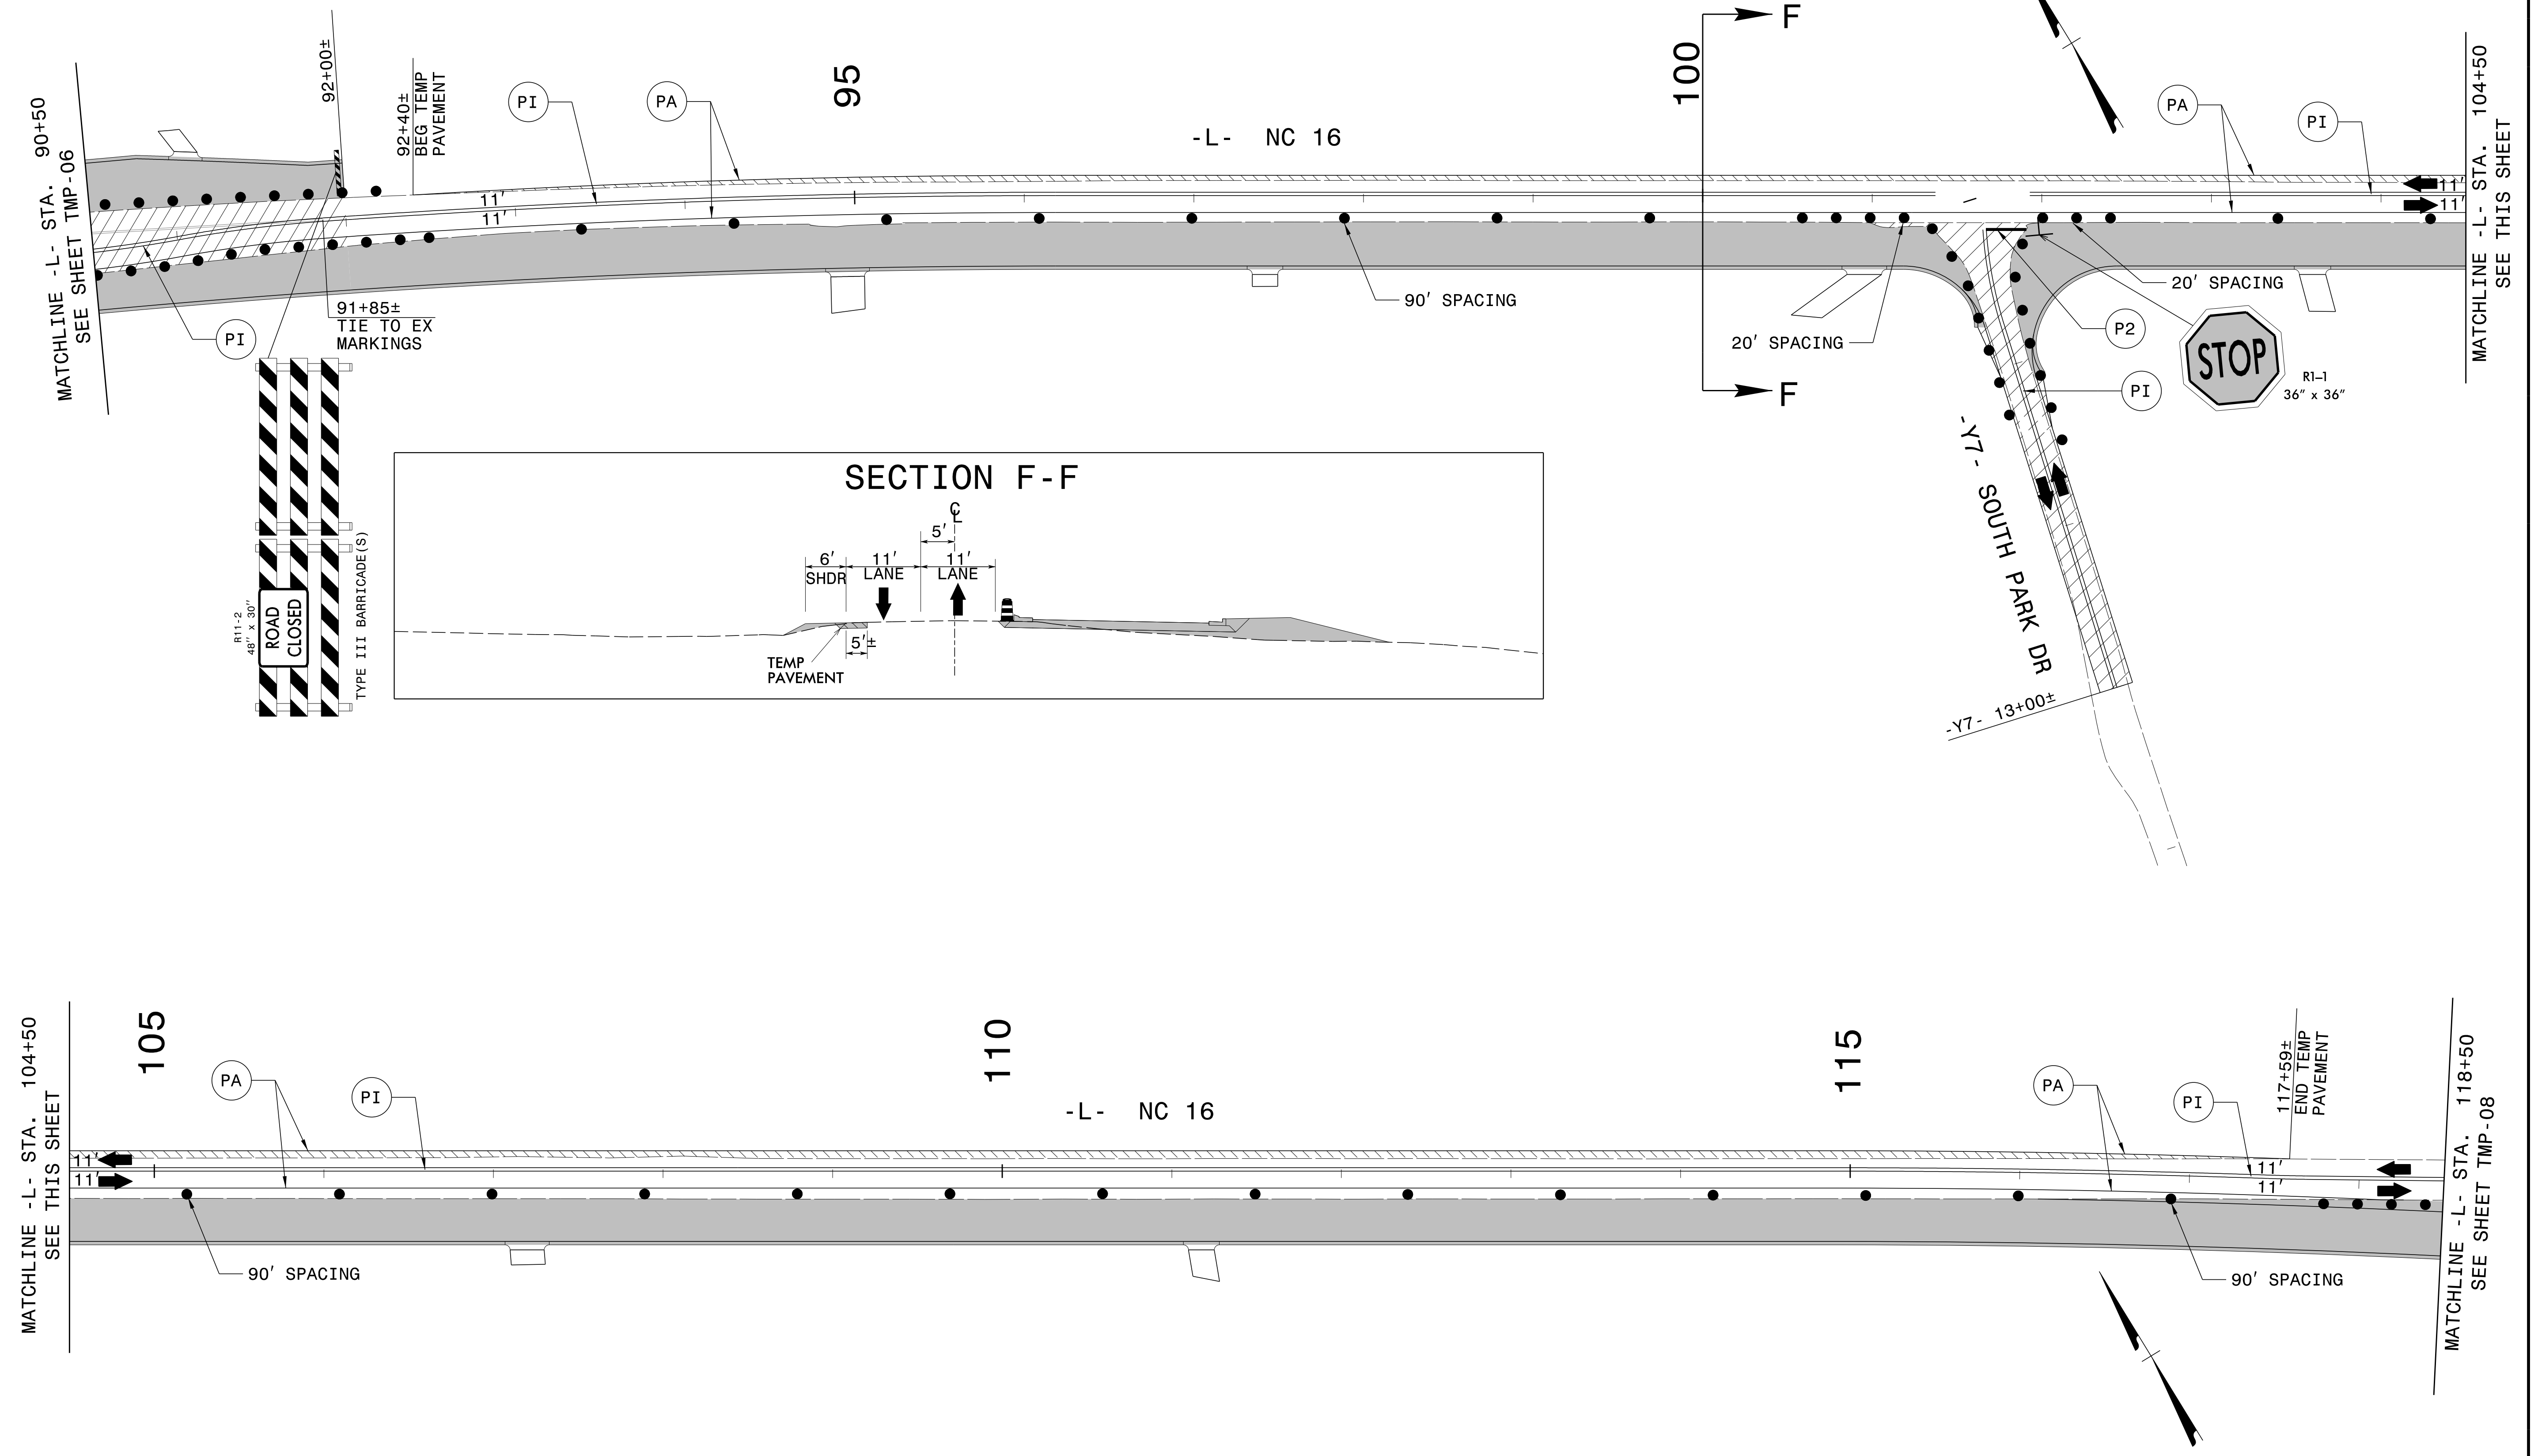 MATCHLINE -L- STA. 90+50
SEE SHEET TMP-06
92+00±
92+40±
BEG TEMP
PAVEMENT
PI
PA
95
-L- NC 16
100
F
F
PA
PI
MATCHLINE -L- STA. 104+50
SEE THIS SHEET
11'
11'
11'
11'
PI
91+85±
TIE TO EX
MARKINGS
90' SPACING
20' SPACING
20' SPACING
P2
PI
STOP
R1-1
36" x 36"
-Y7- SOUTH PARK DR
-Y7- 13+00±
R11-2
48" x 30"
ROAD
CLOSED
TYPE III BARRICADE(S)
SECTION F-F
CL
5'
6'
SHDR
11'
LANE
11'
LANE
5'±
TEMP
PAVEMENT
MATCHLINE -L- STA. 104+50
SEE THIS SHEET
105
PA
PI
110
-L- NC 16
115
PA
PI
117+59±
END TEMP
PAVEMENT
MATCHLINE -L- STA. 118+50
SEE SHEET TMP-08
11'
11'
11'
11'
90' SPACING
90' SPACING